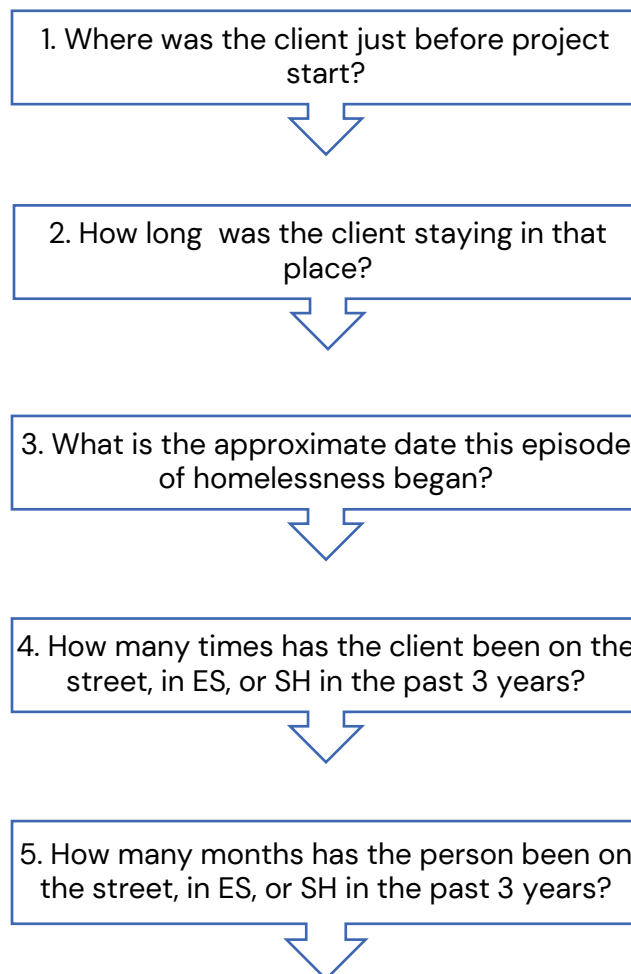 1. Where was the client just before project
start?
2. How long  was the client staying in that
place?
3. What is the approximate date this episode
of homelessness began?
4. How many times has the client been on the
street, in ES, or SH in the past 3 years?
5. How many months has the person been on
the street, in ES, or SH in the past 3 years?